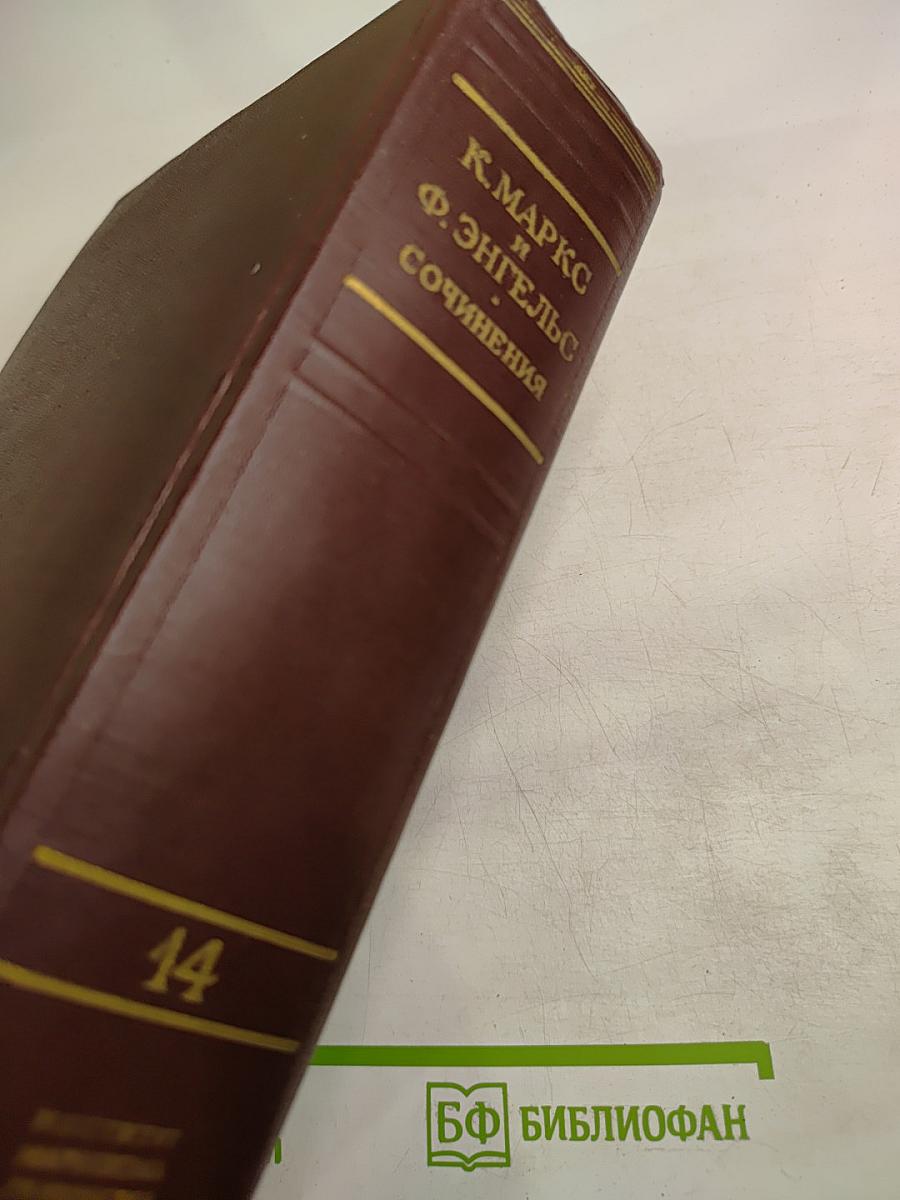 К. МАРКС
и
Ф. ЭНГЕЛЬС
·
СОЧИНЕНИЯ
14
БФ БИБЛИОФАН